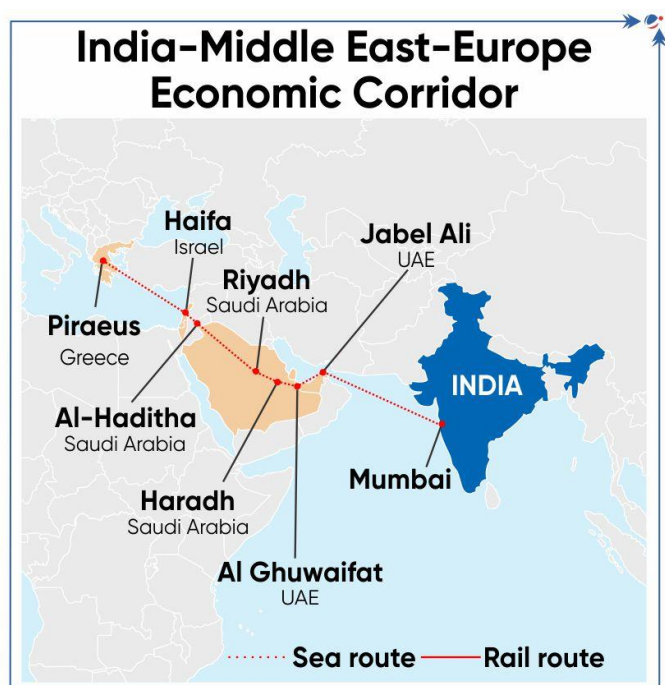 India-Middle East-Europe
Economic Corridor
Haifa
Israel
Jabel Ali
UAE
Riyadh
Saudi Arabia
Piraeus
Greece
INDIA
Al-Haditha
Saudi Arabia
Mumbai
Haradh
Saudi Arabia
Al Ghuwaifat
UAE
Sea route
Rail route